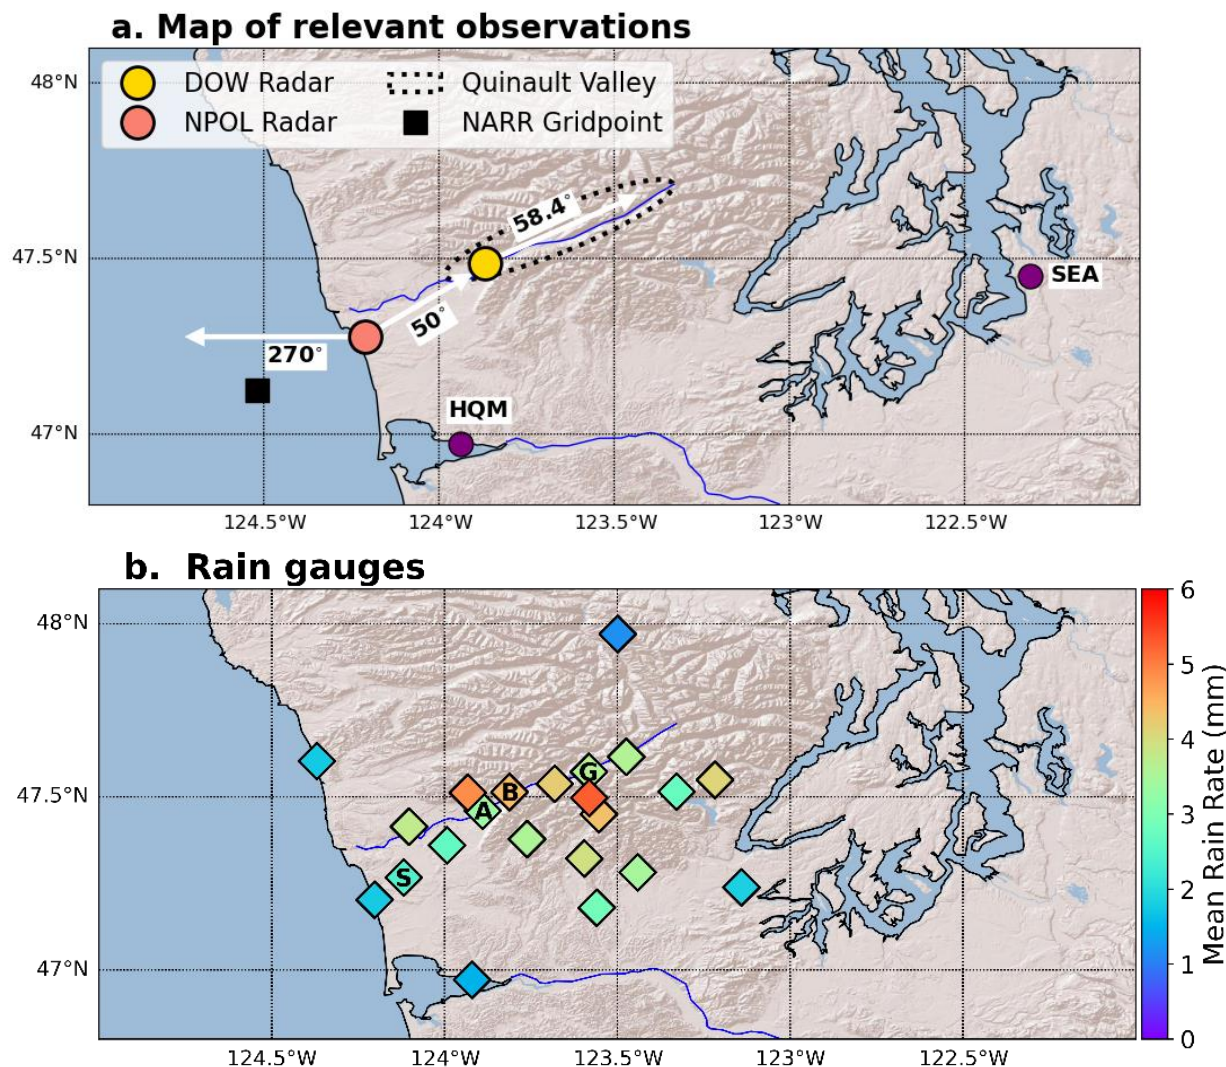 a. Map of relevant observations
DOW Radar
NPOL Radar
Quinault Valley
NARR Gridpoint
48°N
47.5°N
47°N
58.4°
50°
270°
SEA
HQM
124.5°W 124°W 123.5°W 123°W 122.5°W
b. Rain gauges
48°N
47.5°N
47°N
G
B
A
S
124.5°W 124°W 123.5°W 123°W 122.5°W
6
5
4
3
2
1
0
Mean Rain Rate (mm)